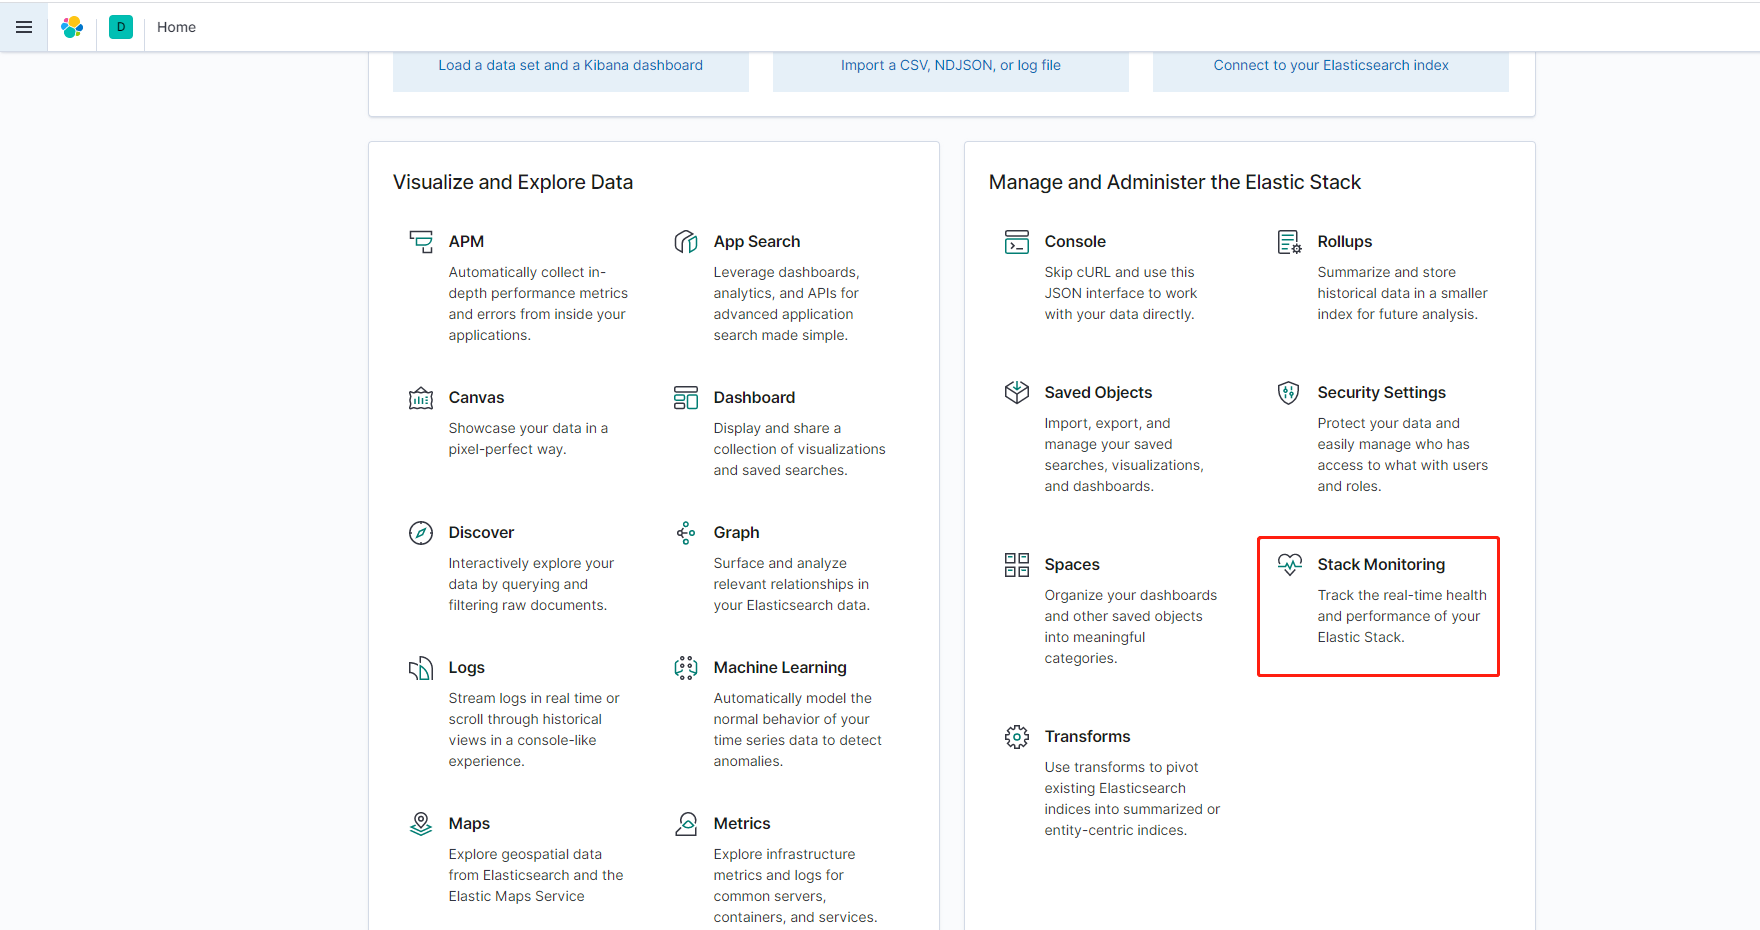 D
Home
Load a data set and a Kibana dashboard
Import a CSV, NDJSON, or log file
Connect to your Elasticsearch index
Visualize and Explore Data
APM
Automatically collect in-
depth performance metrics
and errors from inside your
applications.
App Search
Leverage dashboards,
analytics, and APIs for
advanced application
search made simple.
Canvas
Showcase your data in a
pixel-perfect way.
Dashboard
Display and share a
collection of visualizations
and saved searches.
Discover
Interactively explore your
data by querying and
filtering raw documents.
Graph
Surface and analyze
relevant relationships in
your Elasticsearch data.
Logs
Stream logs in real time or
scroll through historical
views in a console-like
experience.
Machine Learning
Automatically model the
normal behavior of your
time series data to detect
anomalies.
Maps
Explore geospatial data
from Elasticsearch and the
Elastic Maps Service
Metrics
Explore infrastructure
metrics and logs for
common servers,
containers, and services.
Manage and Administer the Elastic Stack
Console
Skip cURL and use this
JSON interface to work
with your data directly.
Rollups
Summarize and store
historical data in a smaller
index for future analysis.
Saved Objects
Import, export, and
manage your saved
searches, visualizations,
and dashboards.
Security Settings
Protect your data and
easily manage who has
access to what with users
and roles.
Spaces
Organize your dashboards
and other saved objects
into meaningful
categories.
Stack Monitoring
Track the real-time health
and performance of your
Elastic Stack.
Transforms
Use transforms to pivot
existing Elasticsearch
indices into summarized or
entity-centric indices.